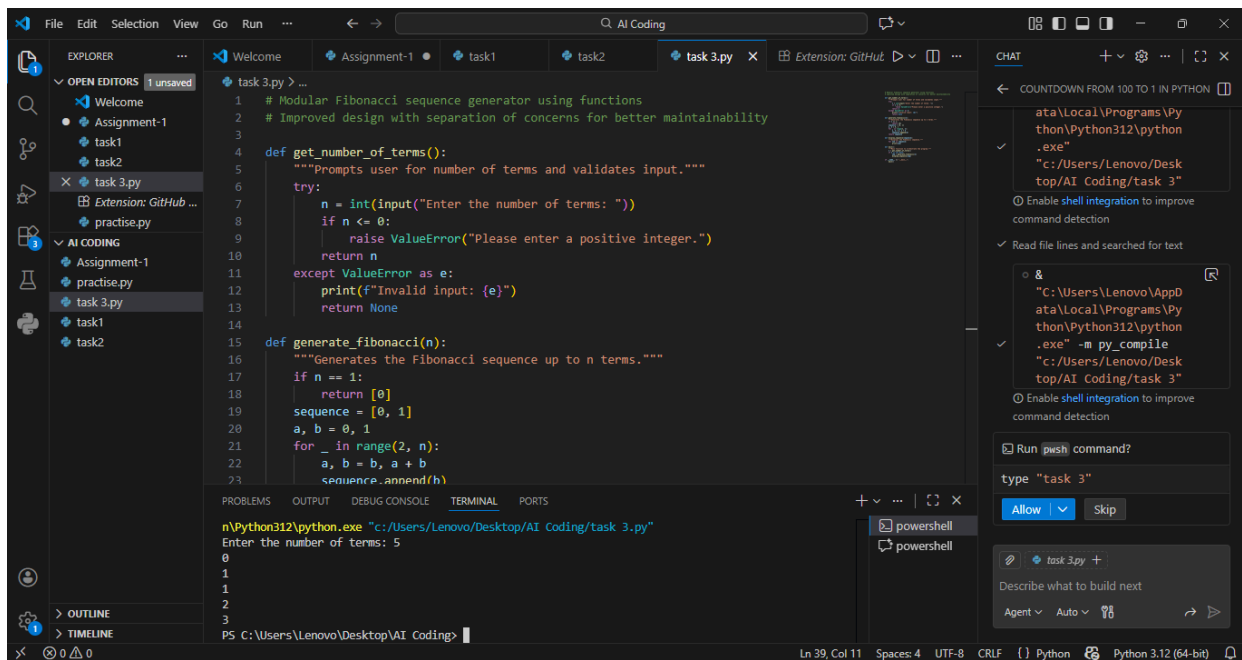 File Edit Selection View Go Run ··· AI Coding
EXPLORER ···
OPEN EDITORS 1 unsaved
Welcome
Assignment-1
task1
task2
task 3.py
Extension: GitHub ...
practise.py
AI CODING
Assignment-1
practise.py
task 3.py
task1
task2
OUTLINE
TIMELINE
1
3
1
Welcome Assignment-1 task1 task2 task 3.py Extension: GitHub ···
task 3.py > ...
1 # Modular Fibonacci sequence generator using functions
2 # Improved design with separation of concerns for better maintainability
3
4 def get_number_of_terms():
5 """Prompts user for number of terms and validates input."""
6 try:
7 n = int(input("Enter the number of terms: "))
8 if n <= 0:
9 raise ValueError("Please enter a positive integer.")
10 return n
11 except ValueError as e:
12 print(f"Invalid input: {e}")
13 return None
14
15 def generate_fibonacci(n):
16 """Generates the Fibonacci sequence up to n terms."""
17 if n == 1:
18 return [0]
19 sequence = [0, 1]
20 a, b = 0, 1
21 for _ in range(2, n):
22 a, b = b, a + b
23 sequence.append(b)
PROBLEMS OUTPUT DEBUG CONSOLE TERMINAL PORTS
n\Python312\python.exe "c:/Users/Lenovo/Desktop/AI Coding/task 3.py"
Enter the number of terms: 5
0
1
1
2
3
PS C:\Users\Lenovo\Desktop\AI Coding>
powershell
powershell
CHAT
COUNTDOWN FROM 100 TO 1 IN PYTHON
ata\Local\Programs\Py
thon\Python312\python
.exe"
"c:/Users/Lenovo/Desk
top/AI Coding/task 3"
Enable shell integration to improve
command detection
Read file lines and searched for text
&
"C:\Users\Lenovo\AppD
ata\Local\Programs\Py
thon\Python312\python
.exe" -m py_compile
"c:/Users/Lenovo/Desk
top/AI Coding/task 3"
Enable shell integration to improve
command detection
Run pwsh command?
type "task 3"
Allow Skip
task 3.py +
Describe what to build next
Agent Auto
0 0 Ln 39, Col 11 Spaces: 4 UTF-8 CRLF { } Python Python 3.12 (64-bit)